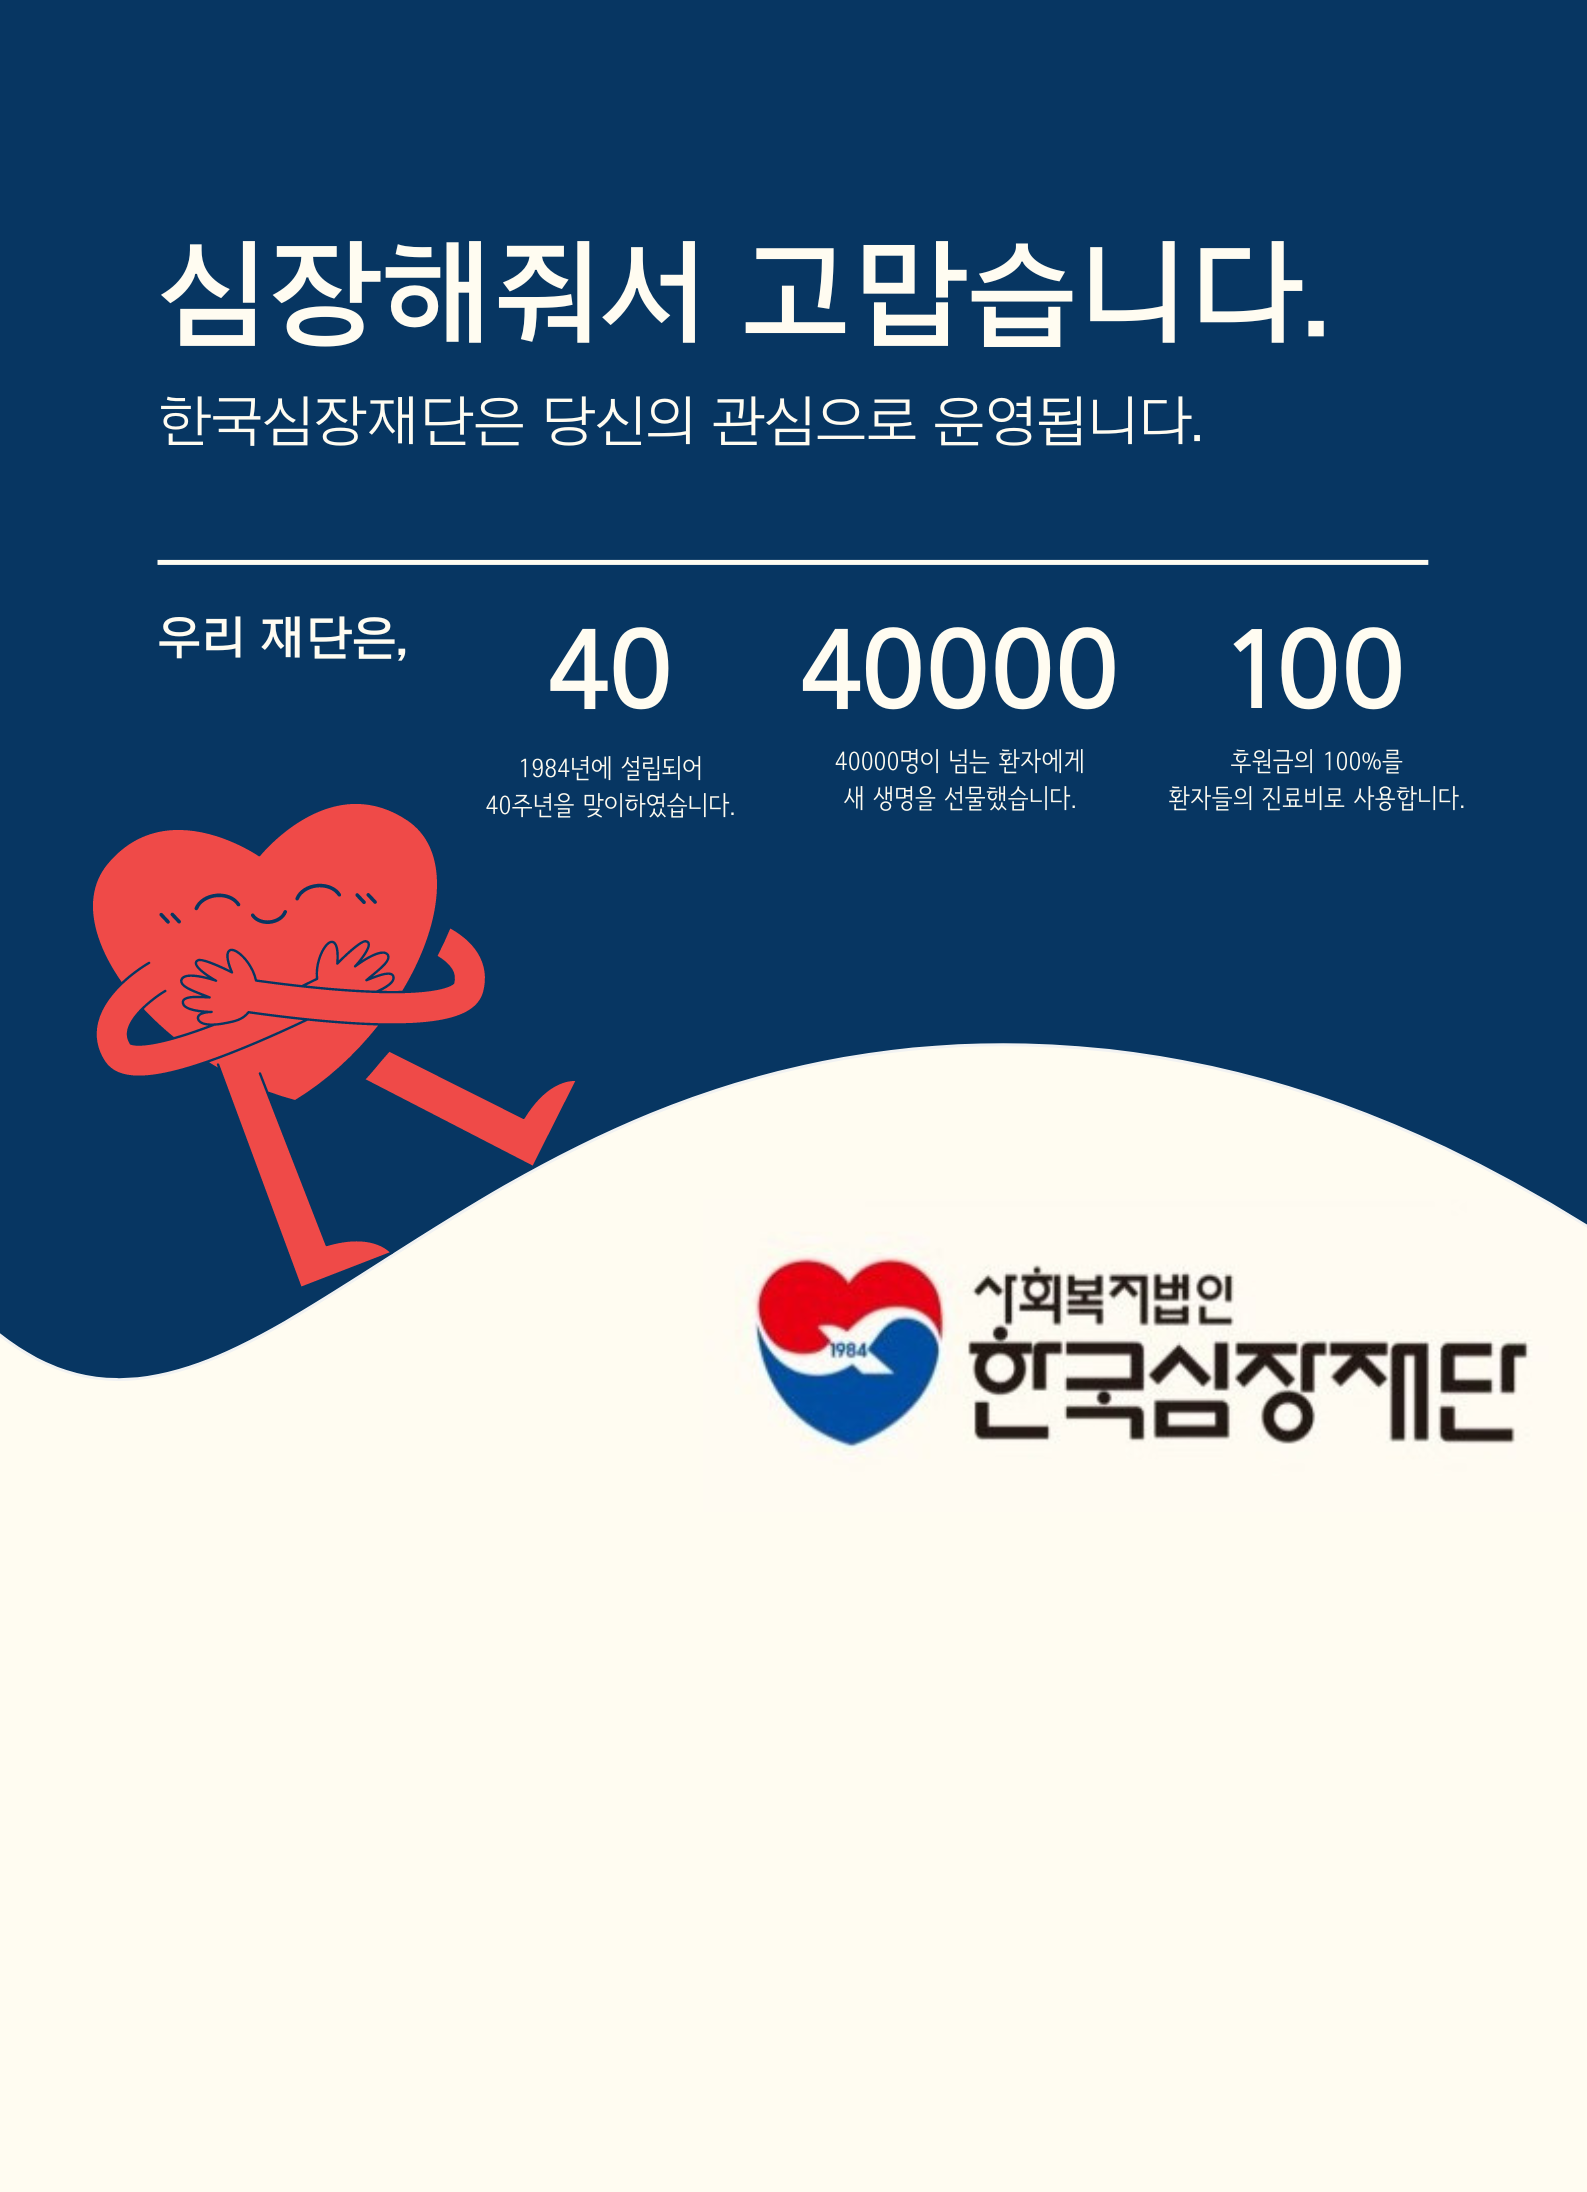 심장해줘서 고맙습니다.
한국심장재단은 당신의 관심으로 운영됩니다.
우리 재단은,
40
1984년에 설립되어
40주년을 맞이하였습니다.
40000
40000명이 넘는 환자에게
새 생명을 선물했습니다.
100
후원금의 100%를
환자들의 진료비로 사용합니다.
1984
사회복지법인
한국심장재단